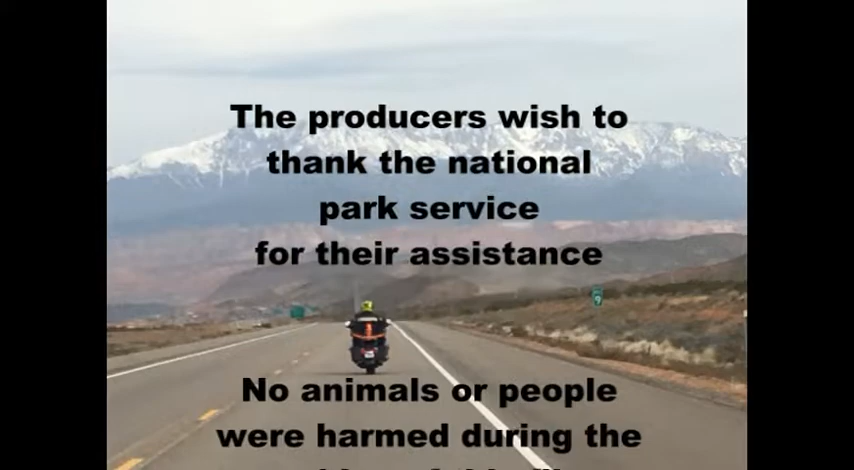 The producers wish to
thank the national
park service
for their assistance
9
No animals or people
were harmed during the